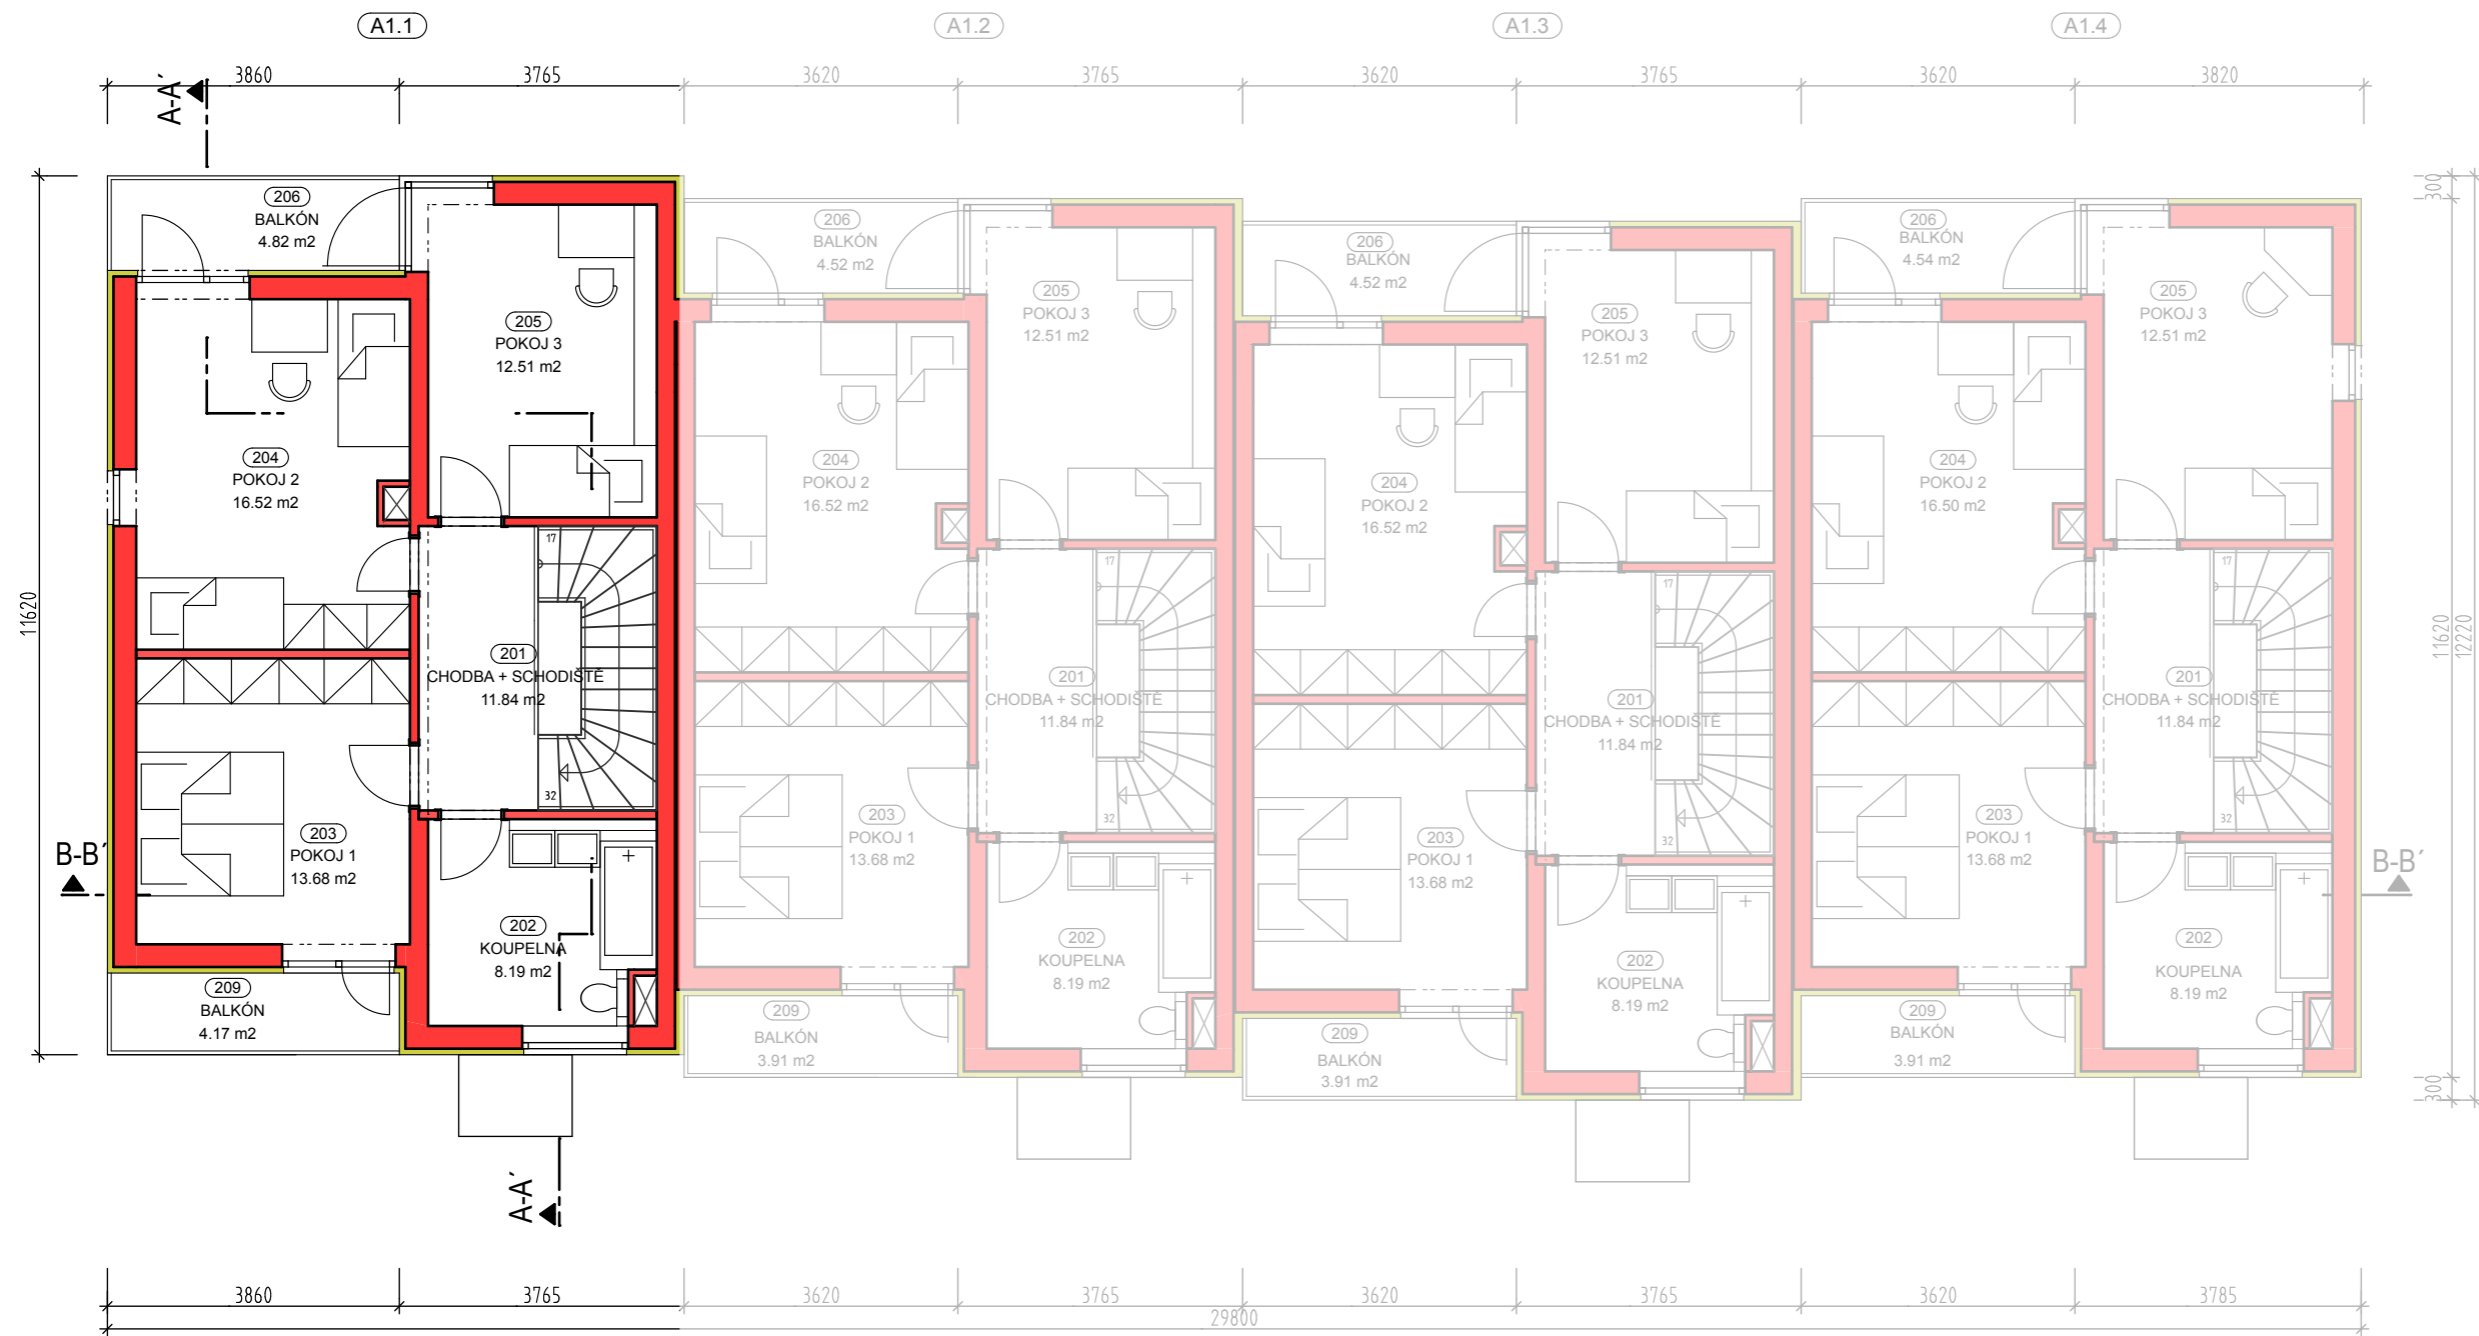 A1.1
A1.2
A1.3
A1.4
3860
3765
3620
3765
3620
3765
3620
3820
A-A´
206
BALKÓN
4.82 m2
205
POKOJ 3
12.51 m2
204
POKOJ 2
16.52 m2
17
201
CHODBA + SCHODIŠTĚ
11.84 m2
32
203
POKOJ 1
13.68 m2
202
KOUPELNA
8.19 m2
209
BALKÓN
4.17 m2
11620
B-B´
A-A´
206
BALKÓN
4.52 m2
205
POKOJ 3
12.51 m2
204
POKOJ 2
16.52 m2
17
201
CHODBA + SCHODIŠTĚ
11.84 m2
32
203
POKOJ 1
13.68 m2
202
KOUPELNA
8.19 m2
209
BALKÓN
3.91 m2
206
BALKÓN
4.52 m2
205
POKOJ 3
12.51 m2
204
POKOJ 2
16.52 m2
17
201
CHODBA + SCHODIŠTĚ
11.84 m2
32
203
POKOJ 1
13.68 m2
202
KOUPELNA
8.19 m2
209
BALKÓN
3.91 m2
206
BALKÓN
4.54 m2
205
POKOJ 3
12.51 m2
204
POKOJ 2
16.50 m2
17
201
CHODBA + SCHODIŠTĚ
11.84 m2
32
203
POKOJ 1
13.68 m2
202
KOUPELNA
8.19 m2
209
BALKÓN
3.91 m2
300
11620
12220
300
B-B´
3860
3765
3620
3765
3620
3765
3620
3785
29800